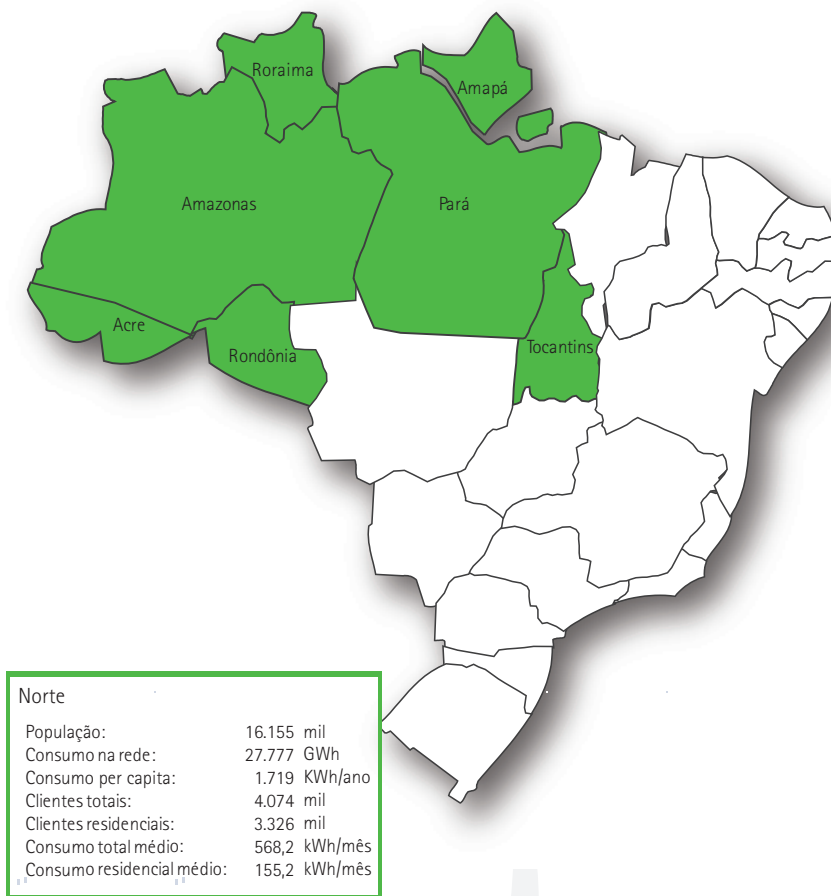 Roraima
Amapá
Amazonas
Pará
Acre
Rondônia
Tocantins
Norte
População: 16.155 mil
Consumo na rede: 27.777 GWh
Consumo per capita: 1.719 KWh/ano
Clientes totais: 4.074 mil
Clientes residenciais: 3.326 mil
Consumo total médio: 568,2 kWh/mês
Consumo residencial médio: 155,2 kWh/mês